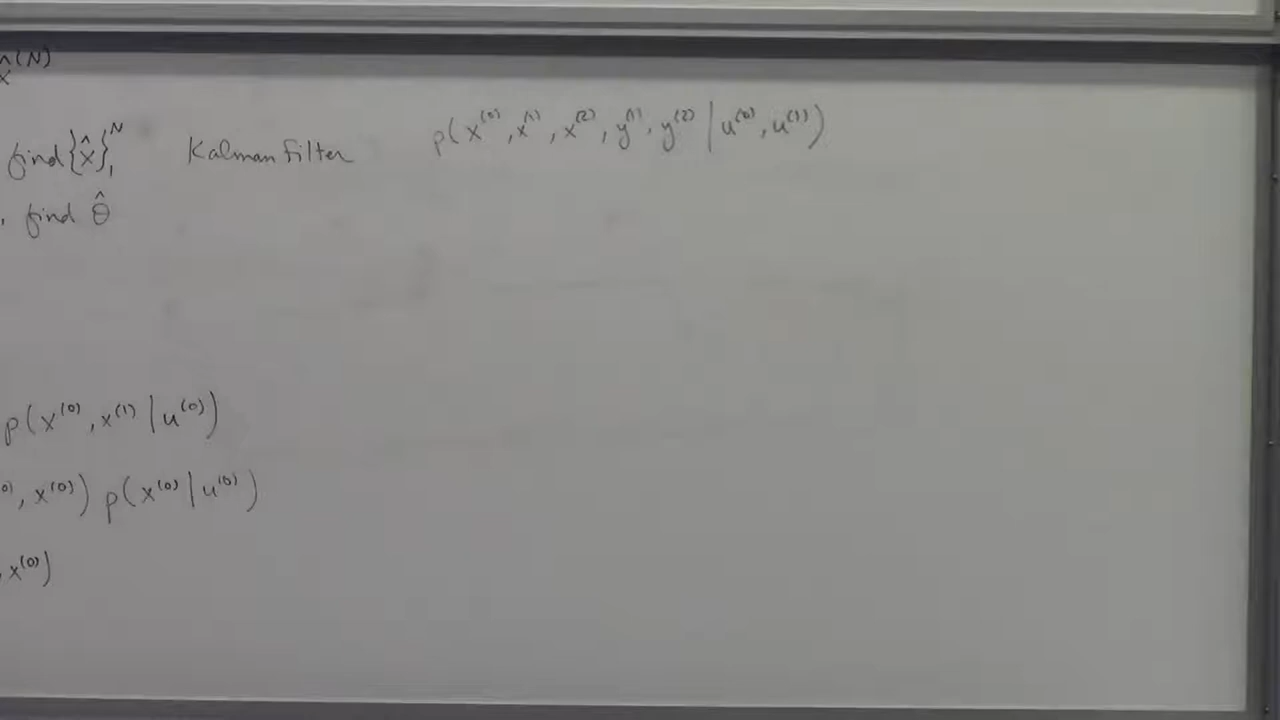 x̂^(N)
find {x̂}₁^N Kalman Filter p(x^(0), x^(1), x^(2), y^(1), y^(2) | u^(0), u^(1))
, find θ̂
p(x^(0), x^(1) | u^(0))
^(0), x^(0)) p(x^(0) | u^(0))
, x^(0))